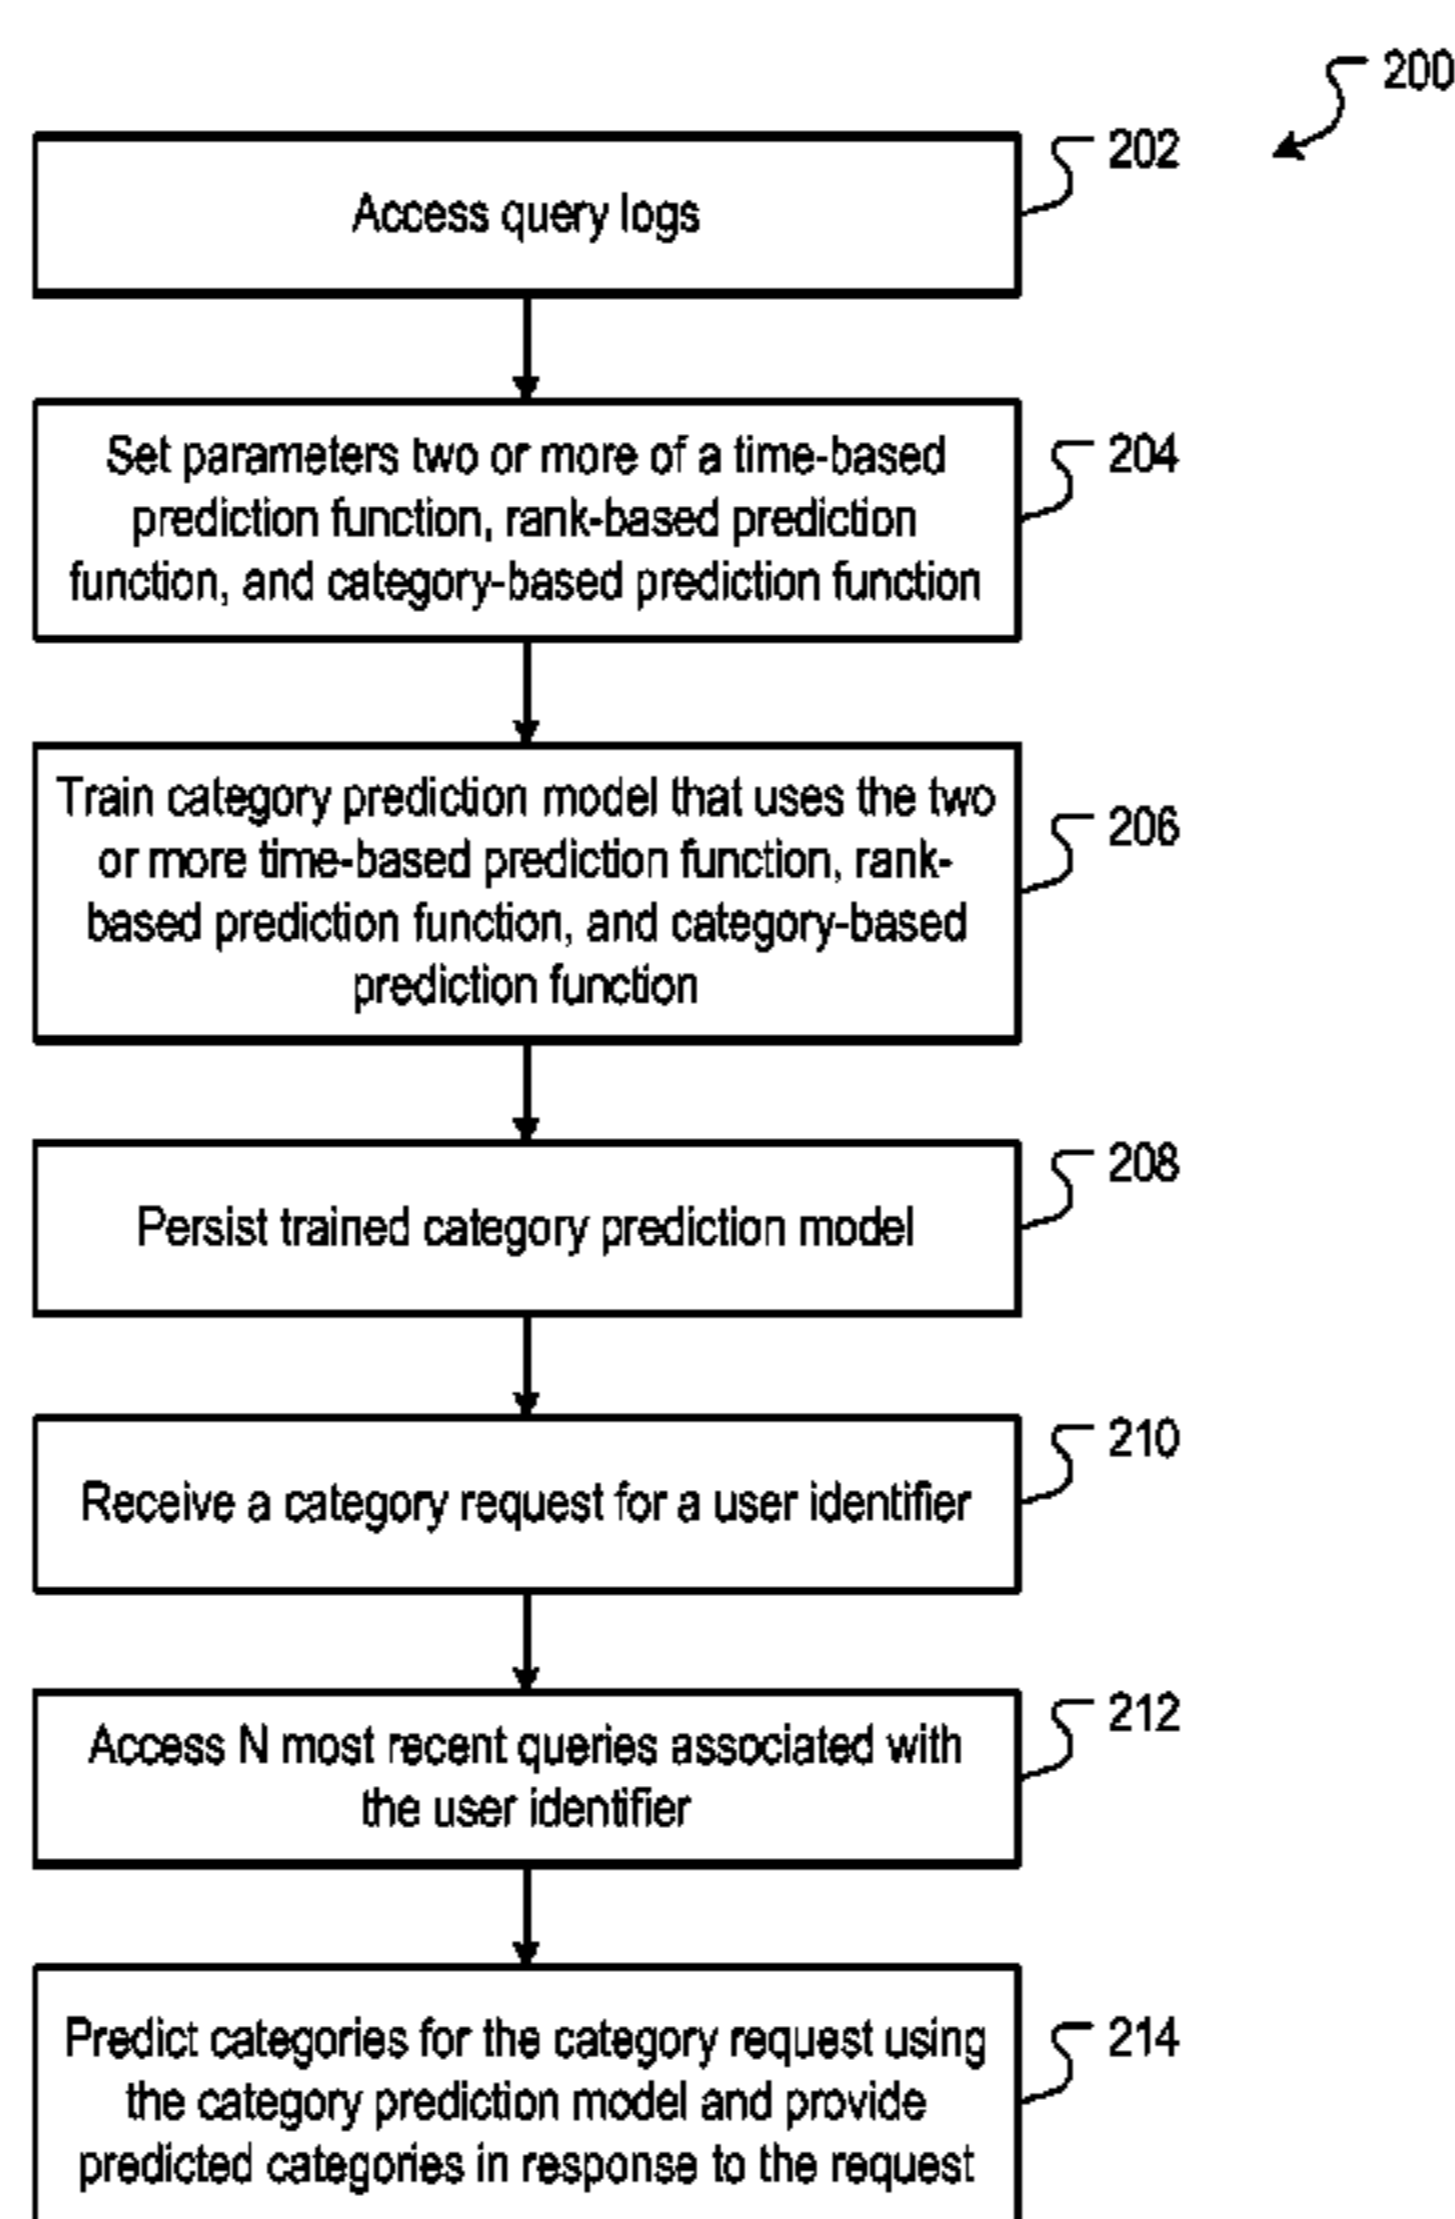 200
202
Access query logs
204
Set parameters two or more of a time-based
prediction function, rank-based prediction
function, and category-based prediction function
206
Train category prediction model that uses the two
or more time-based prediction function, rank-
based prediction function, and category-based
prediction function
208
Persist trained category prediction model
210
Receive a category request for a user identifier
212
Access N most recent queries associated with
the user identifier
214
Predict categories for the category request using
the category prediction model and provide
predicted categories in response to the request